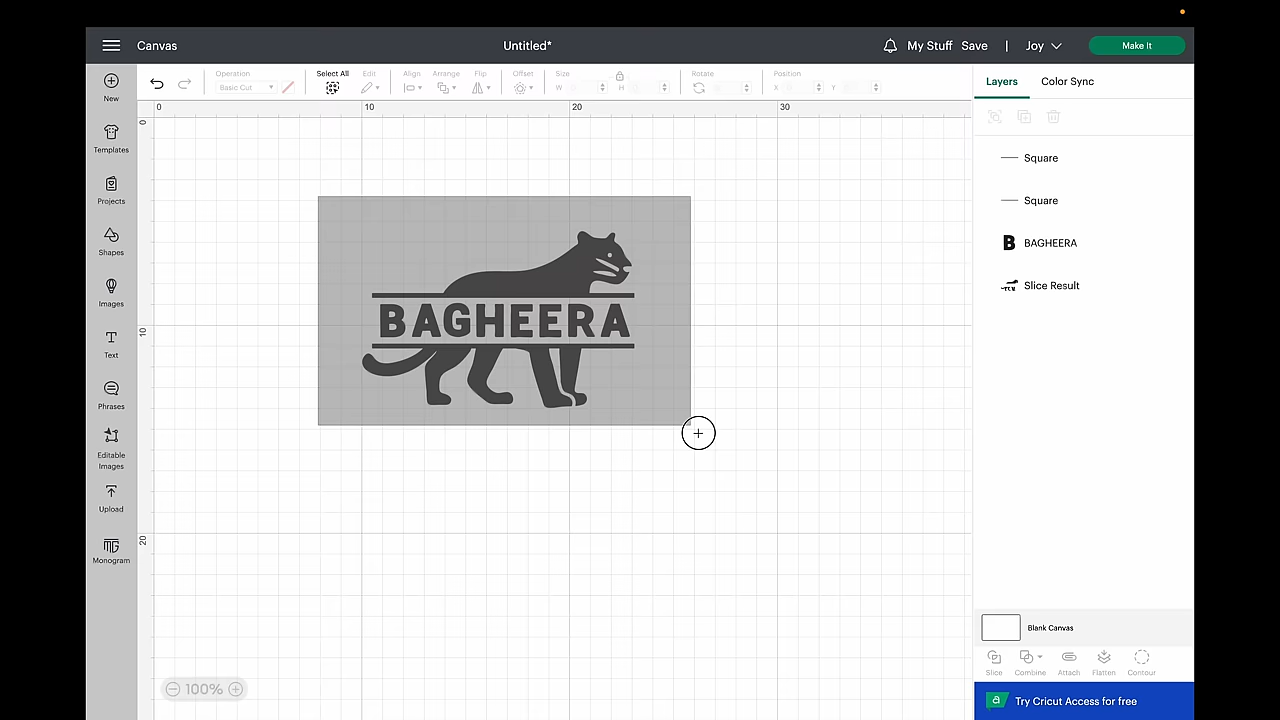 Canvas
Untitled*
My Stuff Save | Joy
Make It
New
Templates
Projects
Shapes
Images
Text
Phrases
Editable
Images
Upload
Monogram
Operation
Basic Cut
Select All
Edit
Align
Arrange
Flip
Offset
Size
W
H
Rotate
Position
X
Y
0 10 20 30
0
10
20
BAGHEERA
100%
Layers Color Sync
Square
Square
B BAGHEERA
Slice Result
Blank Canvas
Slice Combine Attach Flatten Contour
a Try Cricut Access for free